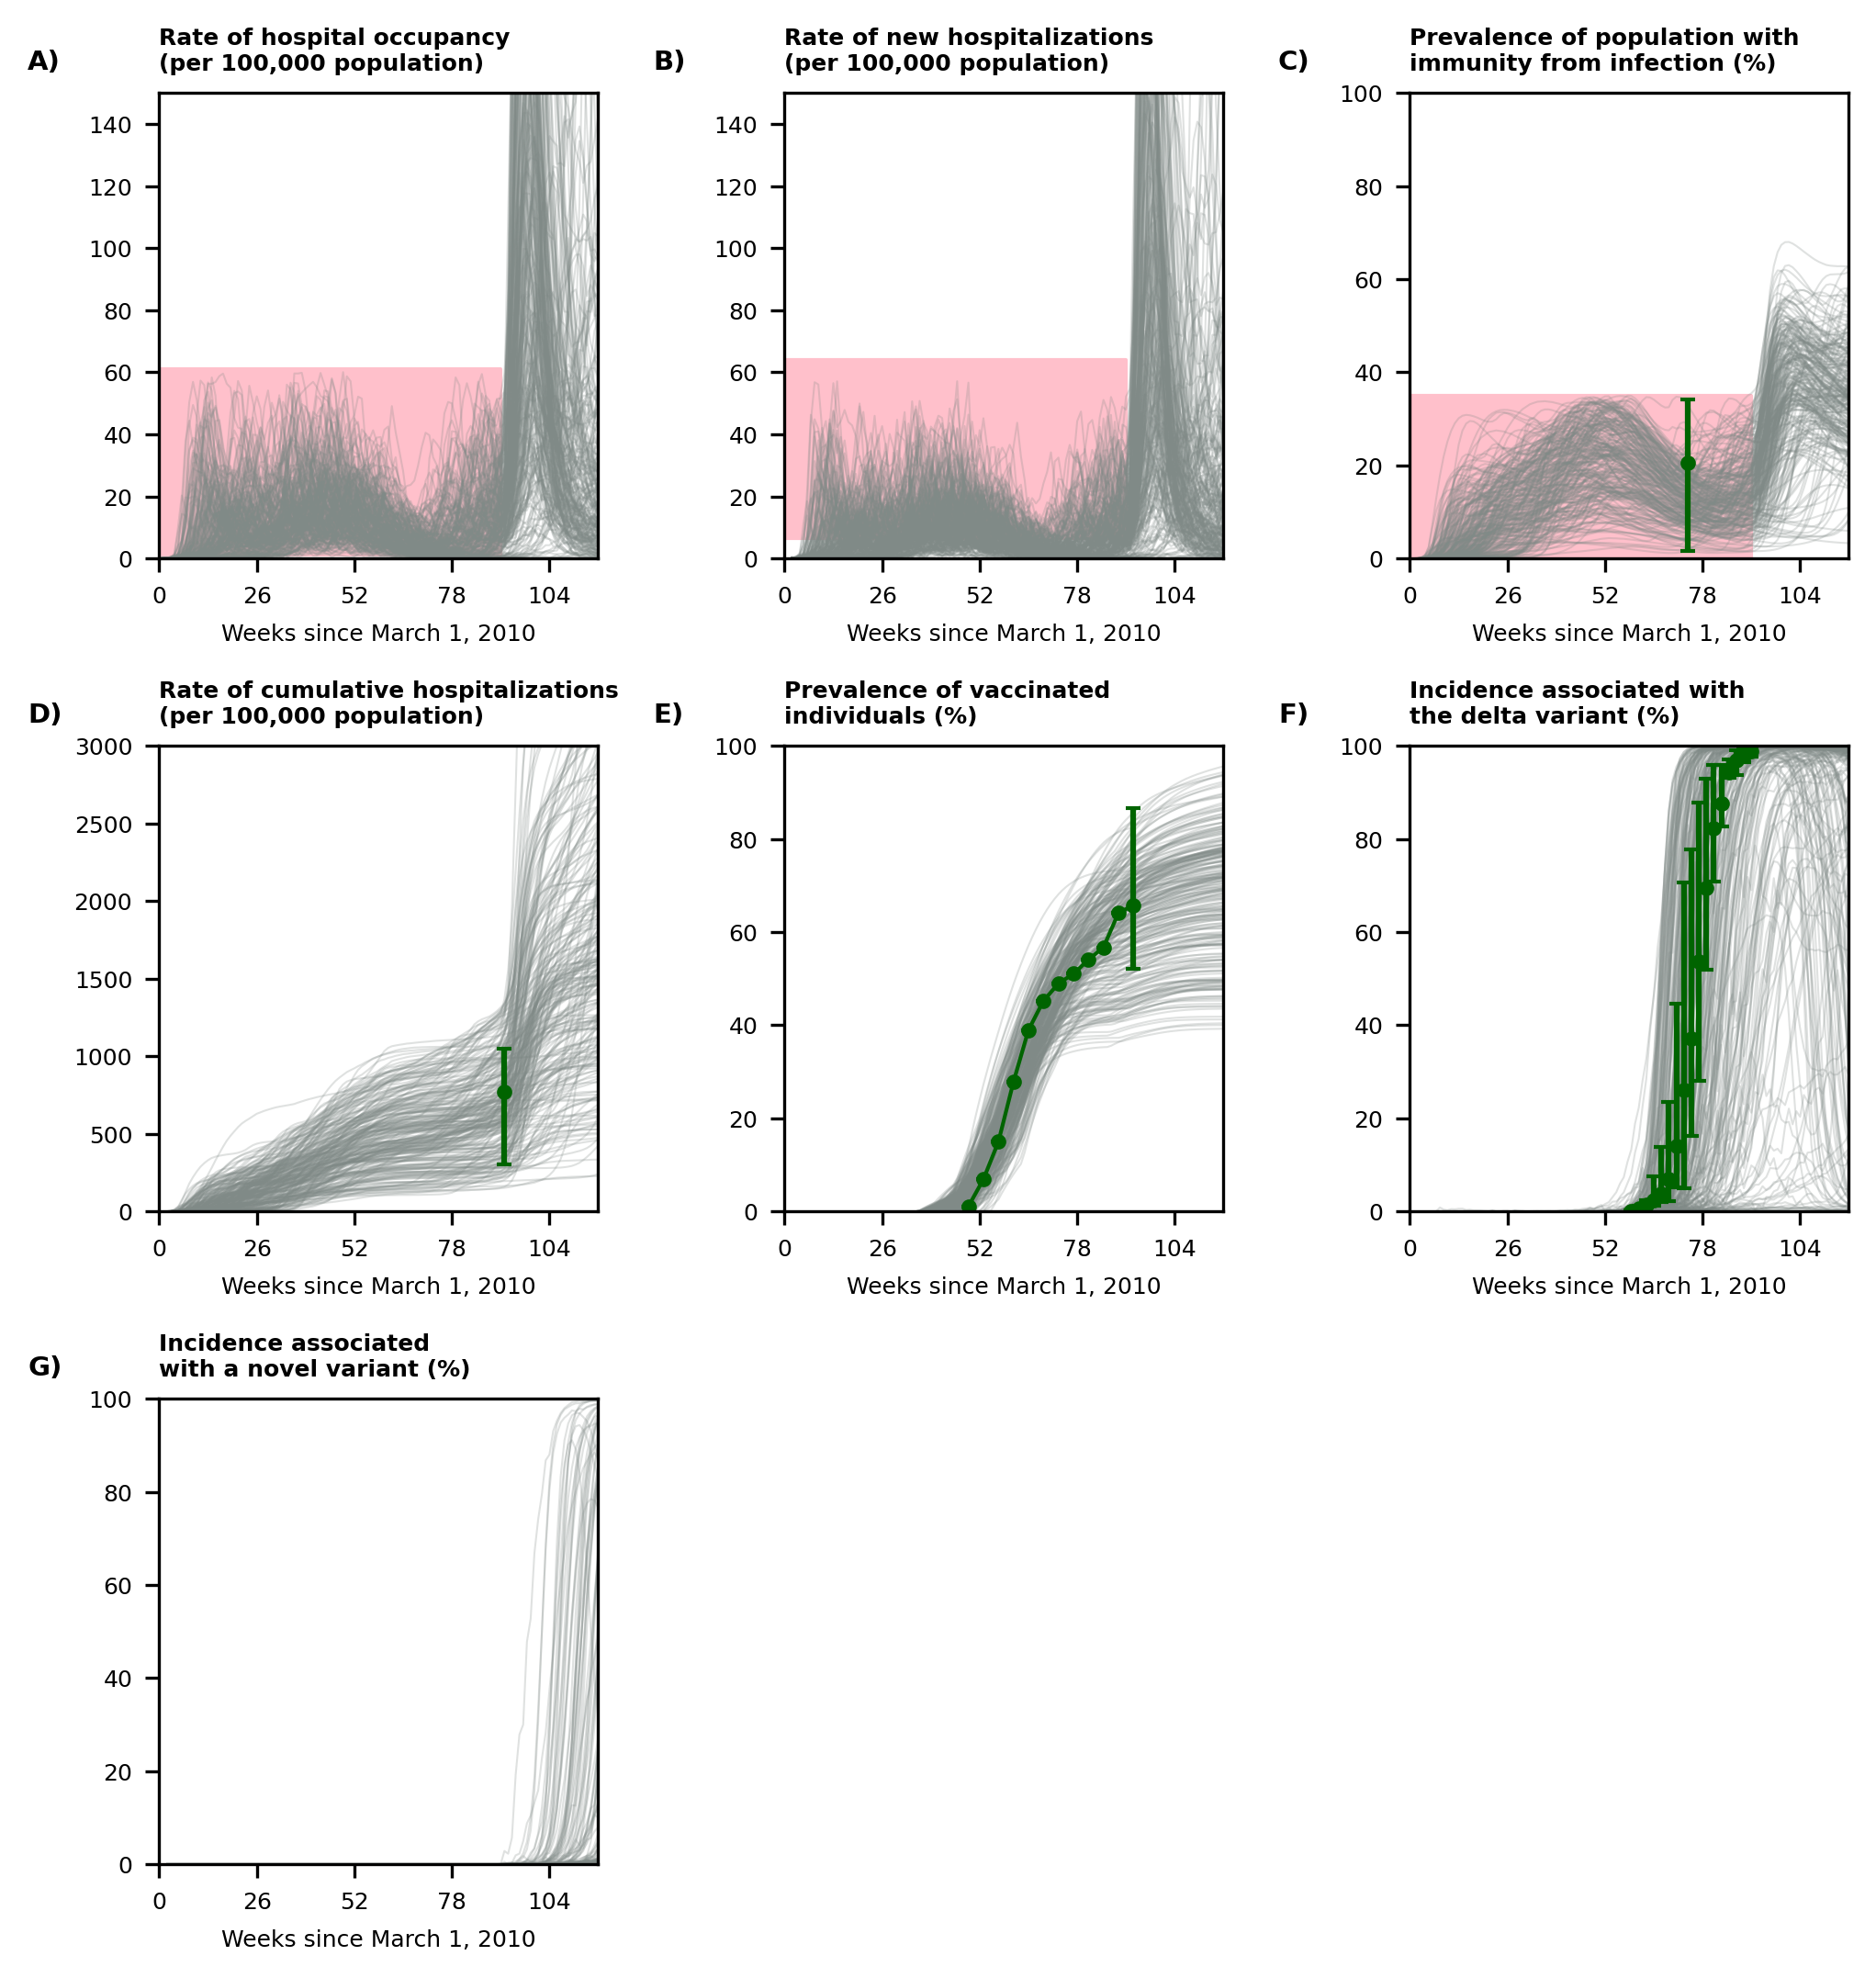 A)
Rate of hospital occupancy
(per 100,000 population)
140
120
100
80
60
40
20
0
0 26 52 78 104
Weeks since March 1, 2010
B)
Rate of new hospitalizations
(per 100,000 population)
140
120
100
80
60
40
20
0
0 26 52 78 104
Weeks since March 1, 2010
C)
Prevalence of population with
immunity from infection (%)
100
80
60
40
20
0
0 26 52 78 104
Weeks since March 1, 2010
D)
Rate of cumulative hospitalizations
(per 100,000 population)
3000
2500
2000
1500
1000
500
0
0 26 52 78 104
Weeks since March 1, 2010
E)
Prevalence of vaccinated
individuals (%)
100
80
60
40
20
0
0 26 52 78 104
Weeks since March 1, 2010
F)
Incidence associated with
the delta variant (%)
100
80
60
40
20
0
0 26 52 78 104
Weeks since March 1, 2010
G)
Incidence associated
with a novel variant (%)
100
80
60
40
20
0
0 26 52 78 104
Weeks since March 1, 2010